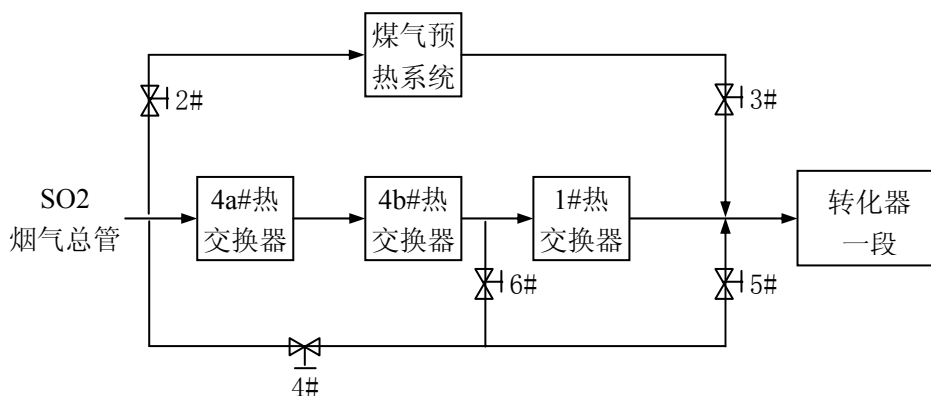 煤气预
热系统
2#
3#
SO2
烟气总管
4a#热
交换器
4b#热
交换器
1#热
交换器
转化器
一段
6#
5#
4#